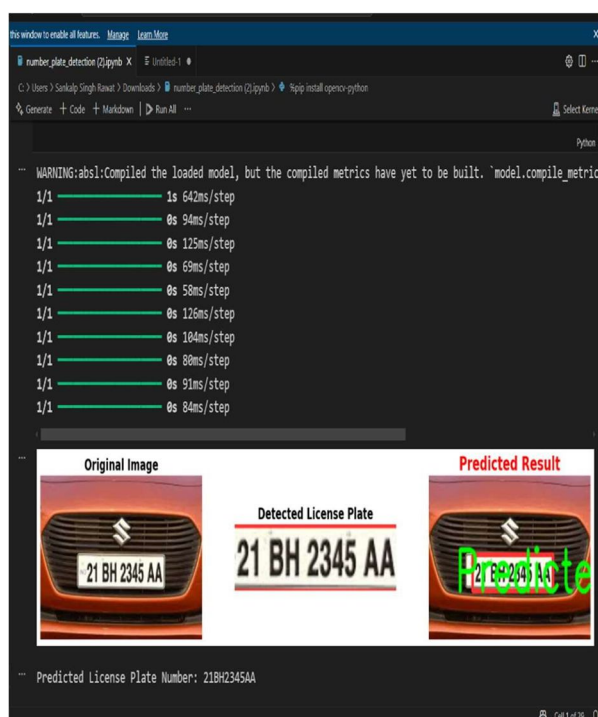 this window to enable all features. Manage Learn More
number_plate_detection (2).ipynb Untitled-1
C: > Users > Sankalp Singh Rawat > Downloads > number_plate_detection (2).ipynb > %pip install opencv-python
Generate + Code + Markdown Run All ... Select Kerne
Python
WARNING:absl:Compiled the loaded model, but the compiled metrics have yet to be built. `model.compile_metric
1/1 1s 642ms/step
1/1 0s 94ms/step
1/1 0s 125ms/step
1/1 0s 69ms/step
1/1 0s 58ms/step
1/1 0s 126ms/step
1/1 0s 104ms/step
1/1 0s 80ms/step
1/1 0s 91ms/step
1/1 0s 84ms/step
Original Image
21 BH 2345 AA
Detected License Plate
21 BH 2345 AA
Predicted Result
Predicte
21 BH 2345 AA
Predicted License Plate Number: 21BH2345AA
Cell 1 of 29